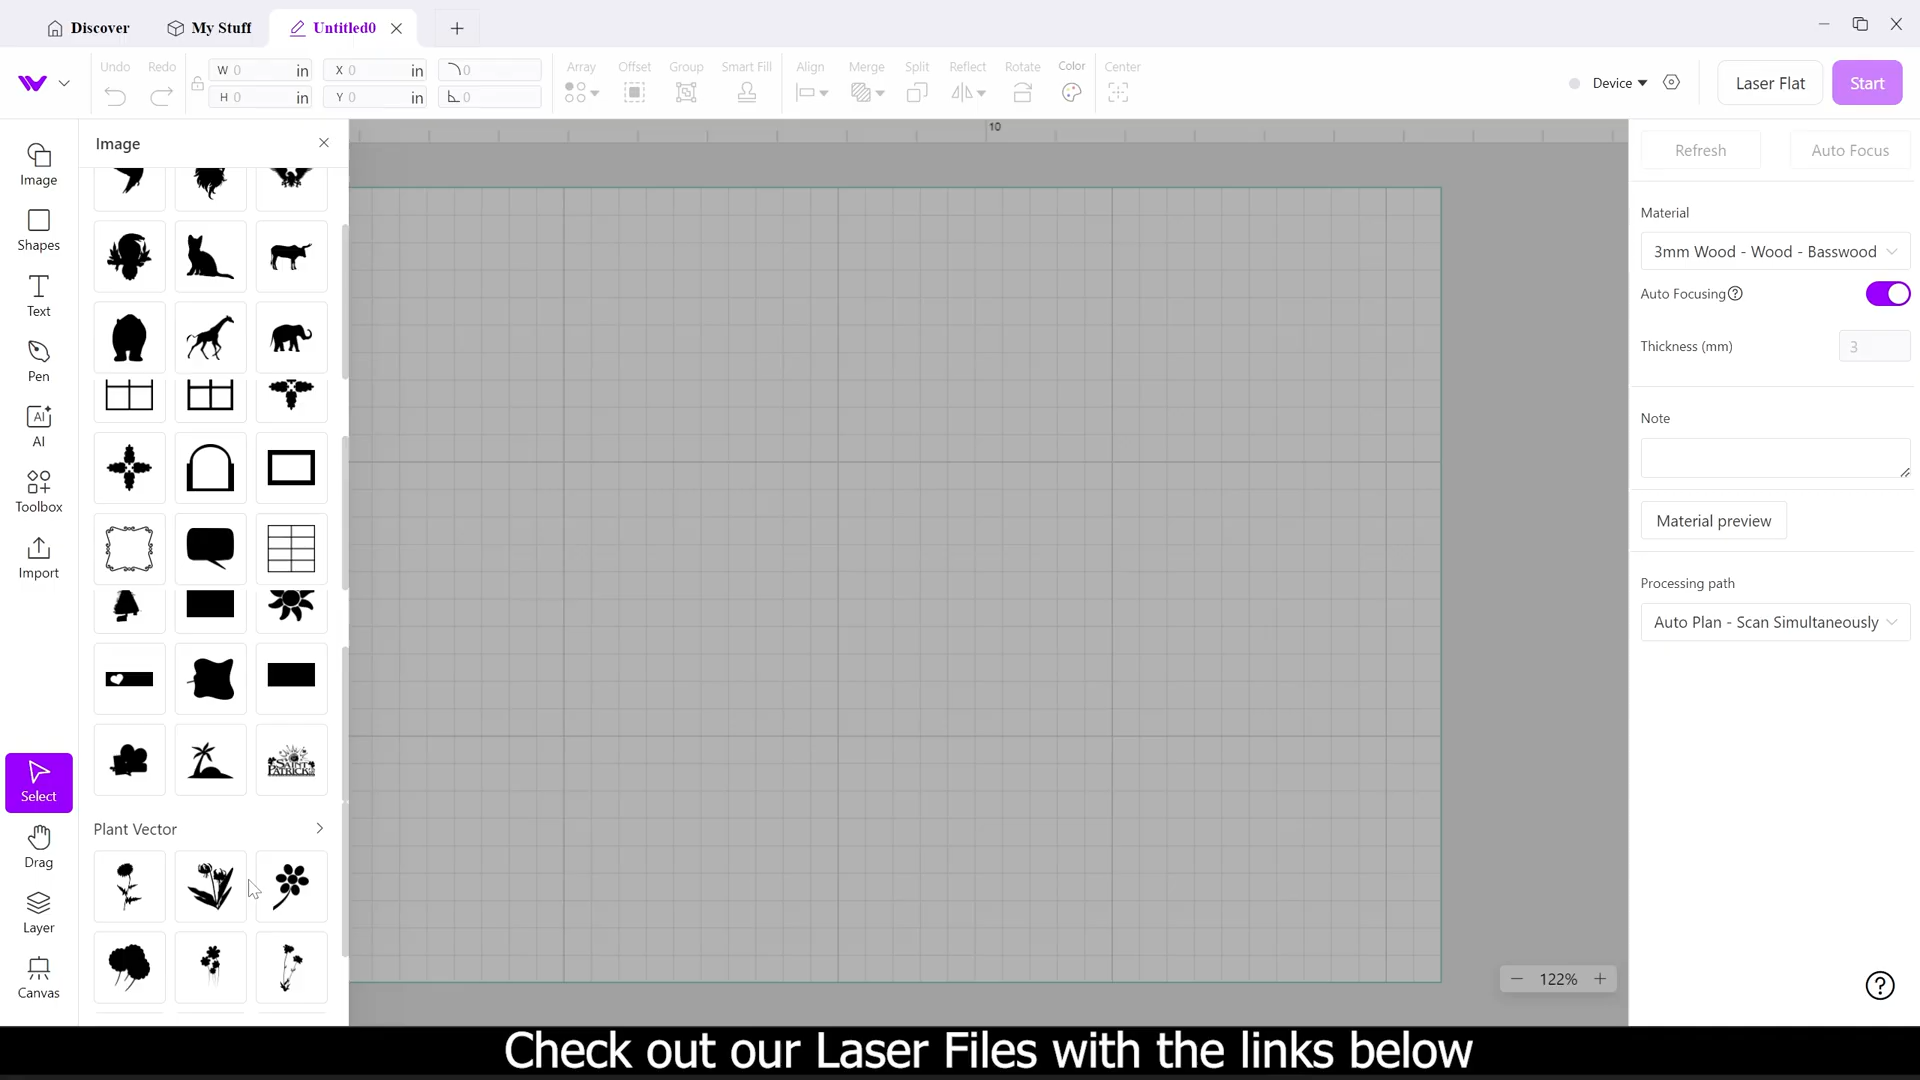 Discover
My Stuff
Untitled0
Undo
Redo
W 0 in
H 0 in
X 0 in
Y 0 in
0
0
Array
Offset
Group
Smart Fill
Align
Merge
Split
Reflect
Rotate
Color
Center
Device
Laser Flat
Start
Image
Shapes
Text
Pen
AI
AI
Toolbox
Import
Select
Drag
Layer
Canvas
Image
SAINT
PATRICK
Plant Vector
10
122%
Refresh
Auto Focus
Material
3mm Wood - Wood - Basswood
Auto Focusing
Thickness (mm)
3
Note
Material preview
Processing path
Auto Plan - Scan Simultaneously
Check out our Laser Files with the links below